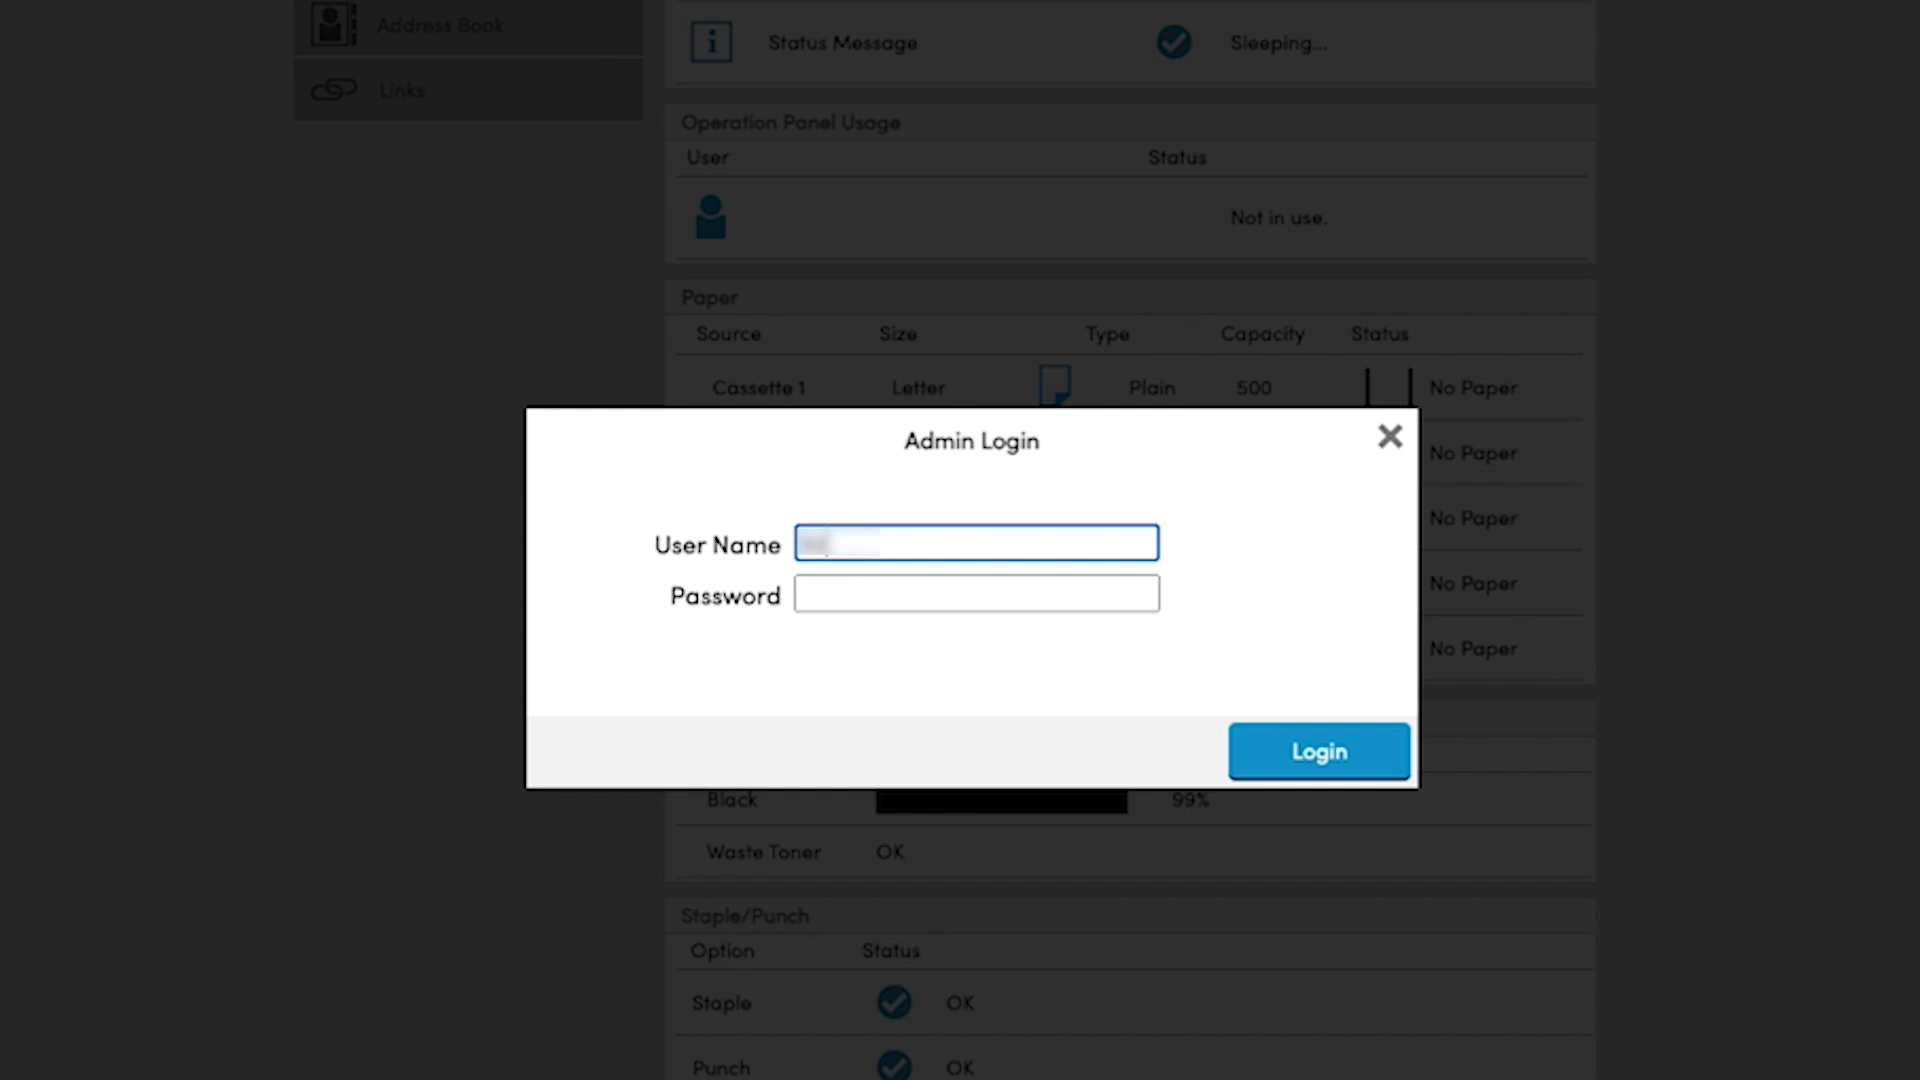 Address Book
Links
Status Message Sleeping...
Operation Panel Usage
User Status
Not in use.
Paper
Source Size Type Capacity Status
Cassette 1 Letter Plain 500 No Paper
No Paper
No Paper
No Paper
No Paper
Admin Login
User Name
Password
Login
Black 99%
Waste Toner OK
Staple/Punch
Option Status
Staple OK
Punch OK